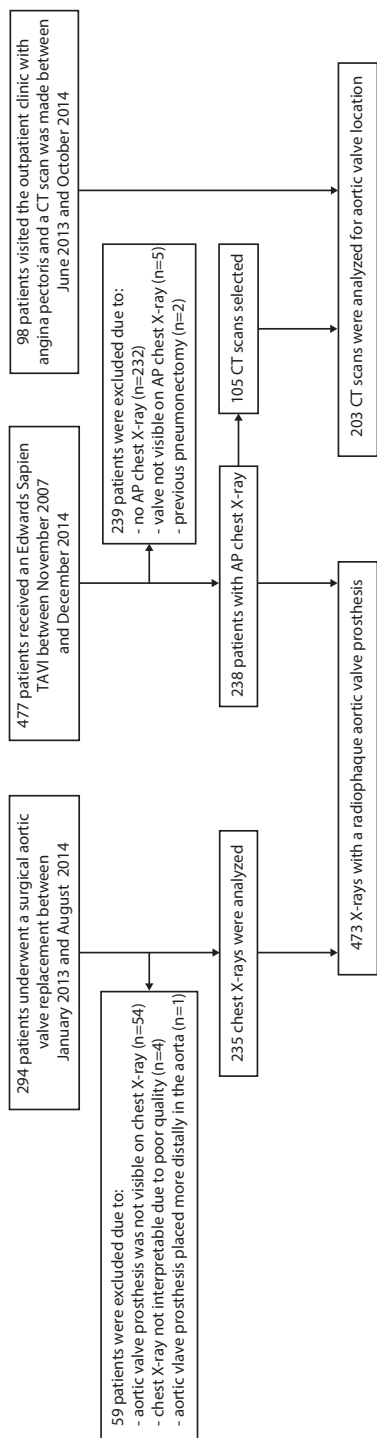 294 patients underwent a surgical aortic
valve replacement between
January 2013 and August 2014
59 patients were excluded due to:
- aortic valve prosthesis was not visible on chest X-ray (n=54)
- chest X-ray not interpretable due to poor quality (n=4)
- aortic vlave prosthesis placed more distally in the aorta (n=1)
235 chest X-rays were analyzed
477 patients received an Edwards Sapien
TAVI between November 2007
and December 2014
239 patients were excluded due to:
- no AP chest X-ray (n=232)
- valve not visible on AP chest X-ray (n=5)
- previous pneumonectomy (n=2)
238 patients with AP chest X-ray
105 CT scans selected
98 patients visited the outpatient clinic with
angina pectoris and a CT scan was made between
June 2013 and October 2014
473 X-rays with a radiophaque aortic valve prosthesis
203 CT scans were analyzed for aortic valve location